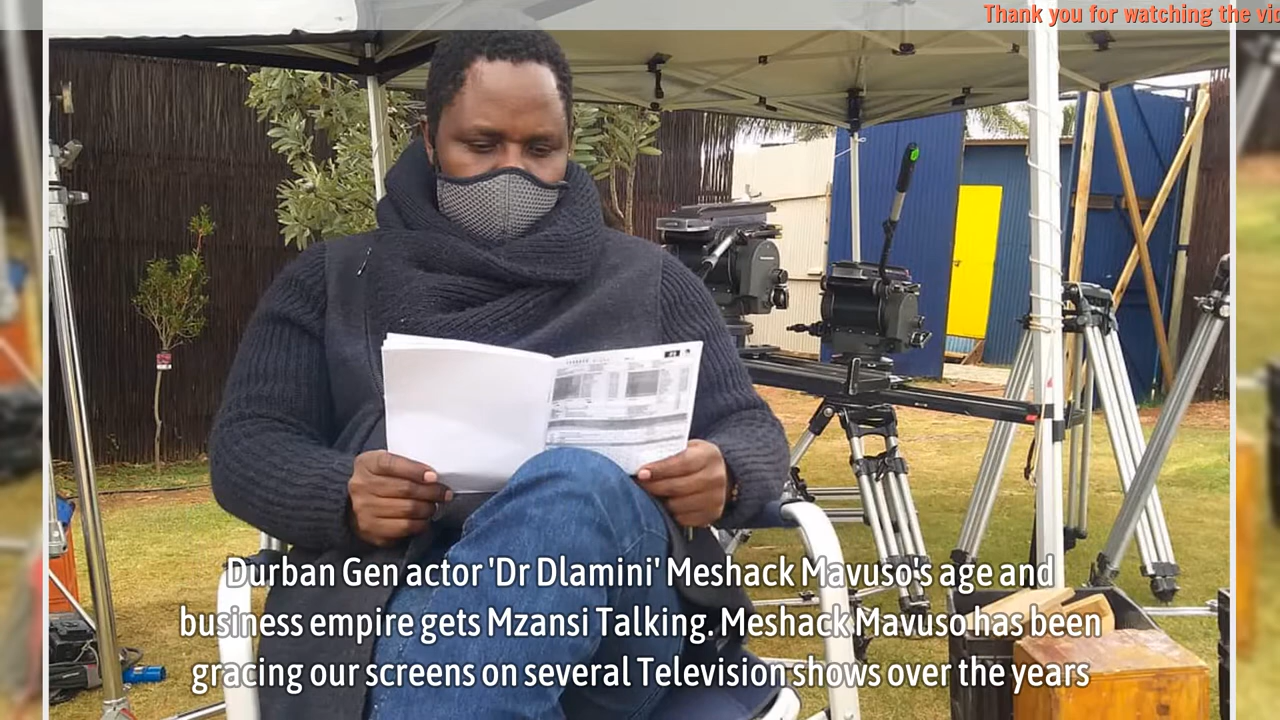 Thank you for watching the vid
Durban Gen actor 'Dr Dlamini' Meshack Mavuso's age and
business empire gets Mzansi Talking. Meshack Mavuso has been
gracing our screens on several Television shows over the years